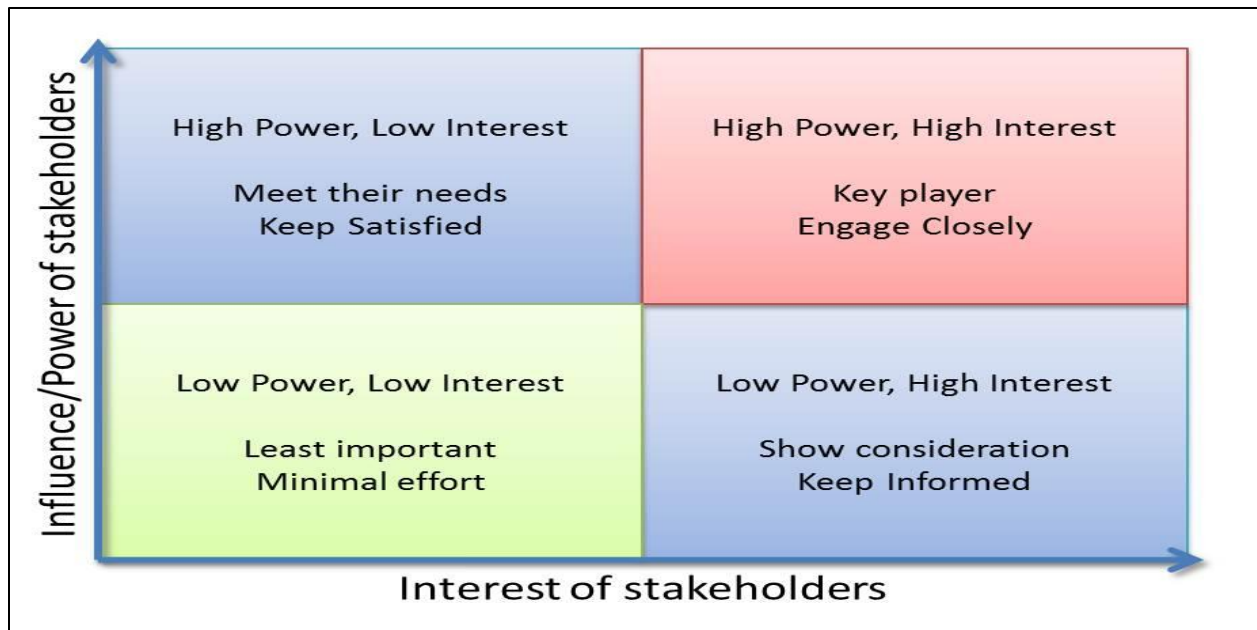 Influence/Power of stakeholders
High Power, Low Interest
Meet their needs
Keep Satisfied
High Power, High Interest
Key player
Engage Closely
Low Power, Low Interest
Least important
Minimal effort
Low Power, High Interest
Show consideration
Keep Informed
Interest of stakeholders